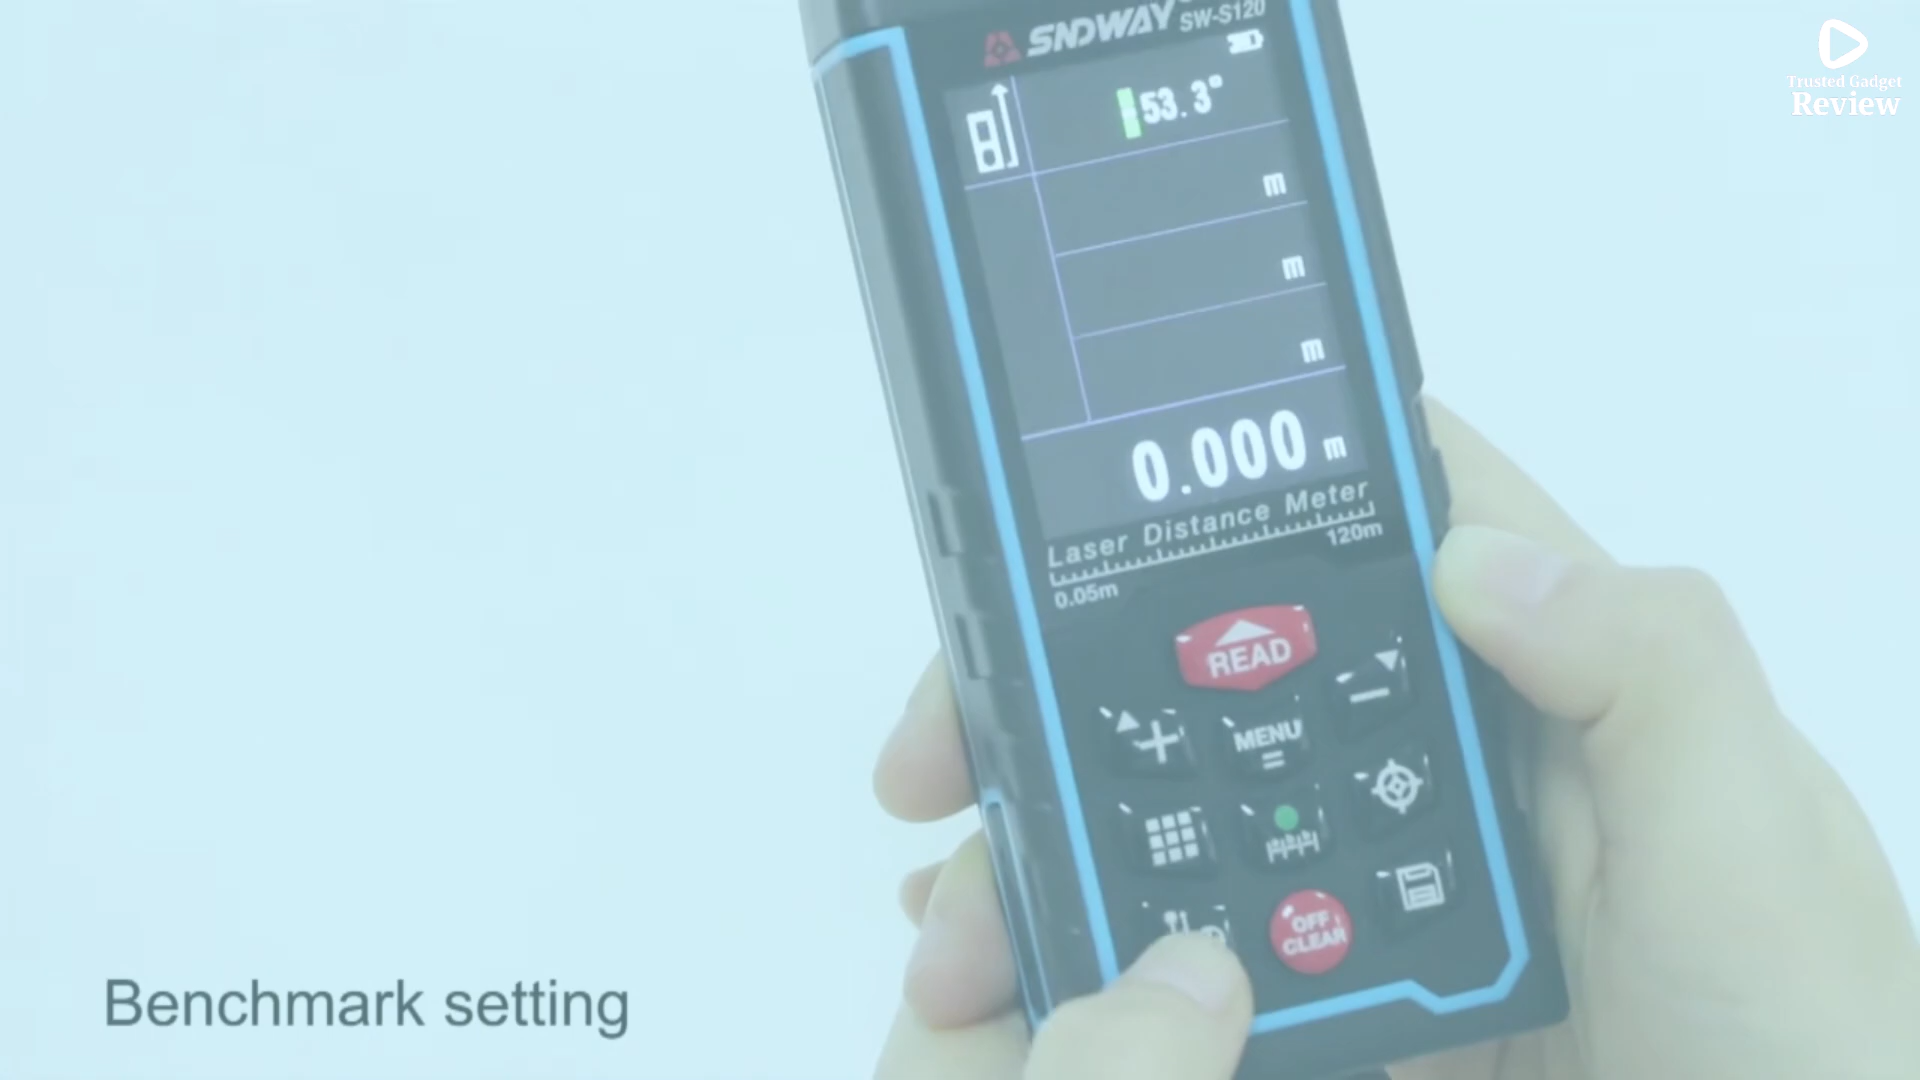 SNDWAY SW-S120
53.3°
m
m
m
0.000 m
Laser Distance Meter
0.05m 120m
READ
MENU
=
OFF
CLEAR
Benchmark setting
Trusted Gadget
Review